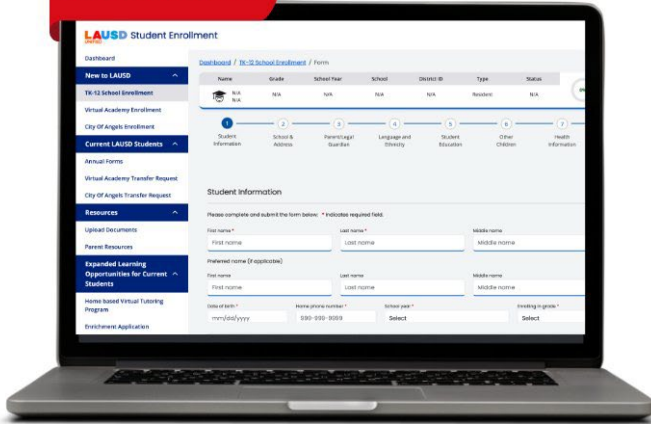 LAUSD Student Enrollment
UNIFIED
Dashboard
New to LAUSD
TK-12 School Enrollment
Virtual Academy Enrollment
City Of Angels Enrollment
Current LAUSD Students
Annual Forms
Virtual Academy Transfer Request
City Of Angels Transfer Request
Resources
Upload Documents
Parent Resources
Expanded Learning
Opportunities for Current
Students
Home based Virtual Tutoring
Program
Enrichment Application
Dashboard / TK-12 School Enrollment / Form
Name Grade School Year School District ID Type Status
N/A N/A N/A N/A N/A Resident N/A
N/A
1 2 3 4 5 6 7
Student School & Parent/Legal Language and Student Other Health
Information Address Guardian Ethnicity Education Children Information
Student Information
Please complete and submit the form below. * Indicates required field.
First name * Last name * Middle name
First name Last name Middle name
Preferred name (if applicable)
First name Last name Middle name
First name Last name Middle name
Date of birth * Home phone number * School year * Enrolling in grade *
mm/dd/yyyy 999-999-9999 Select Select